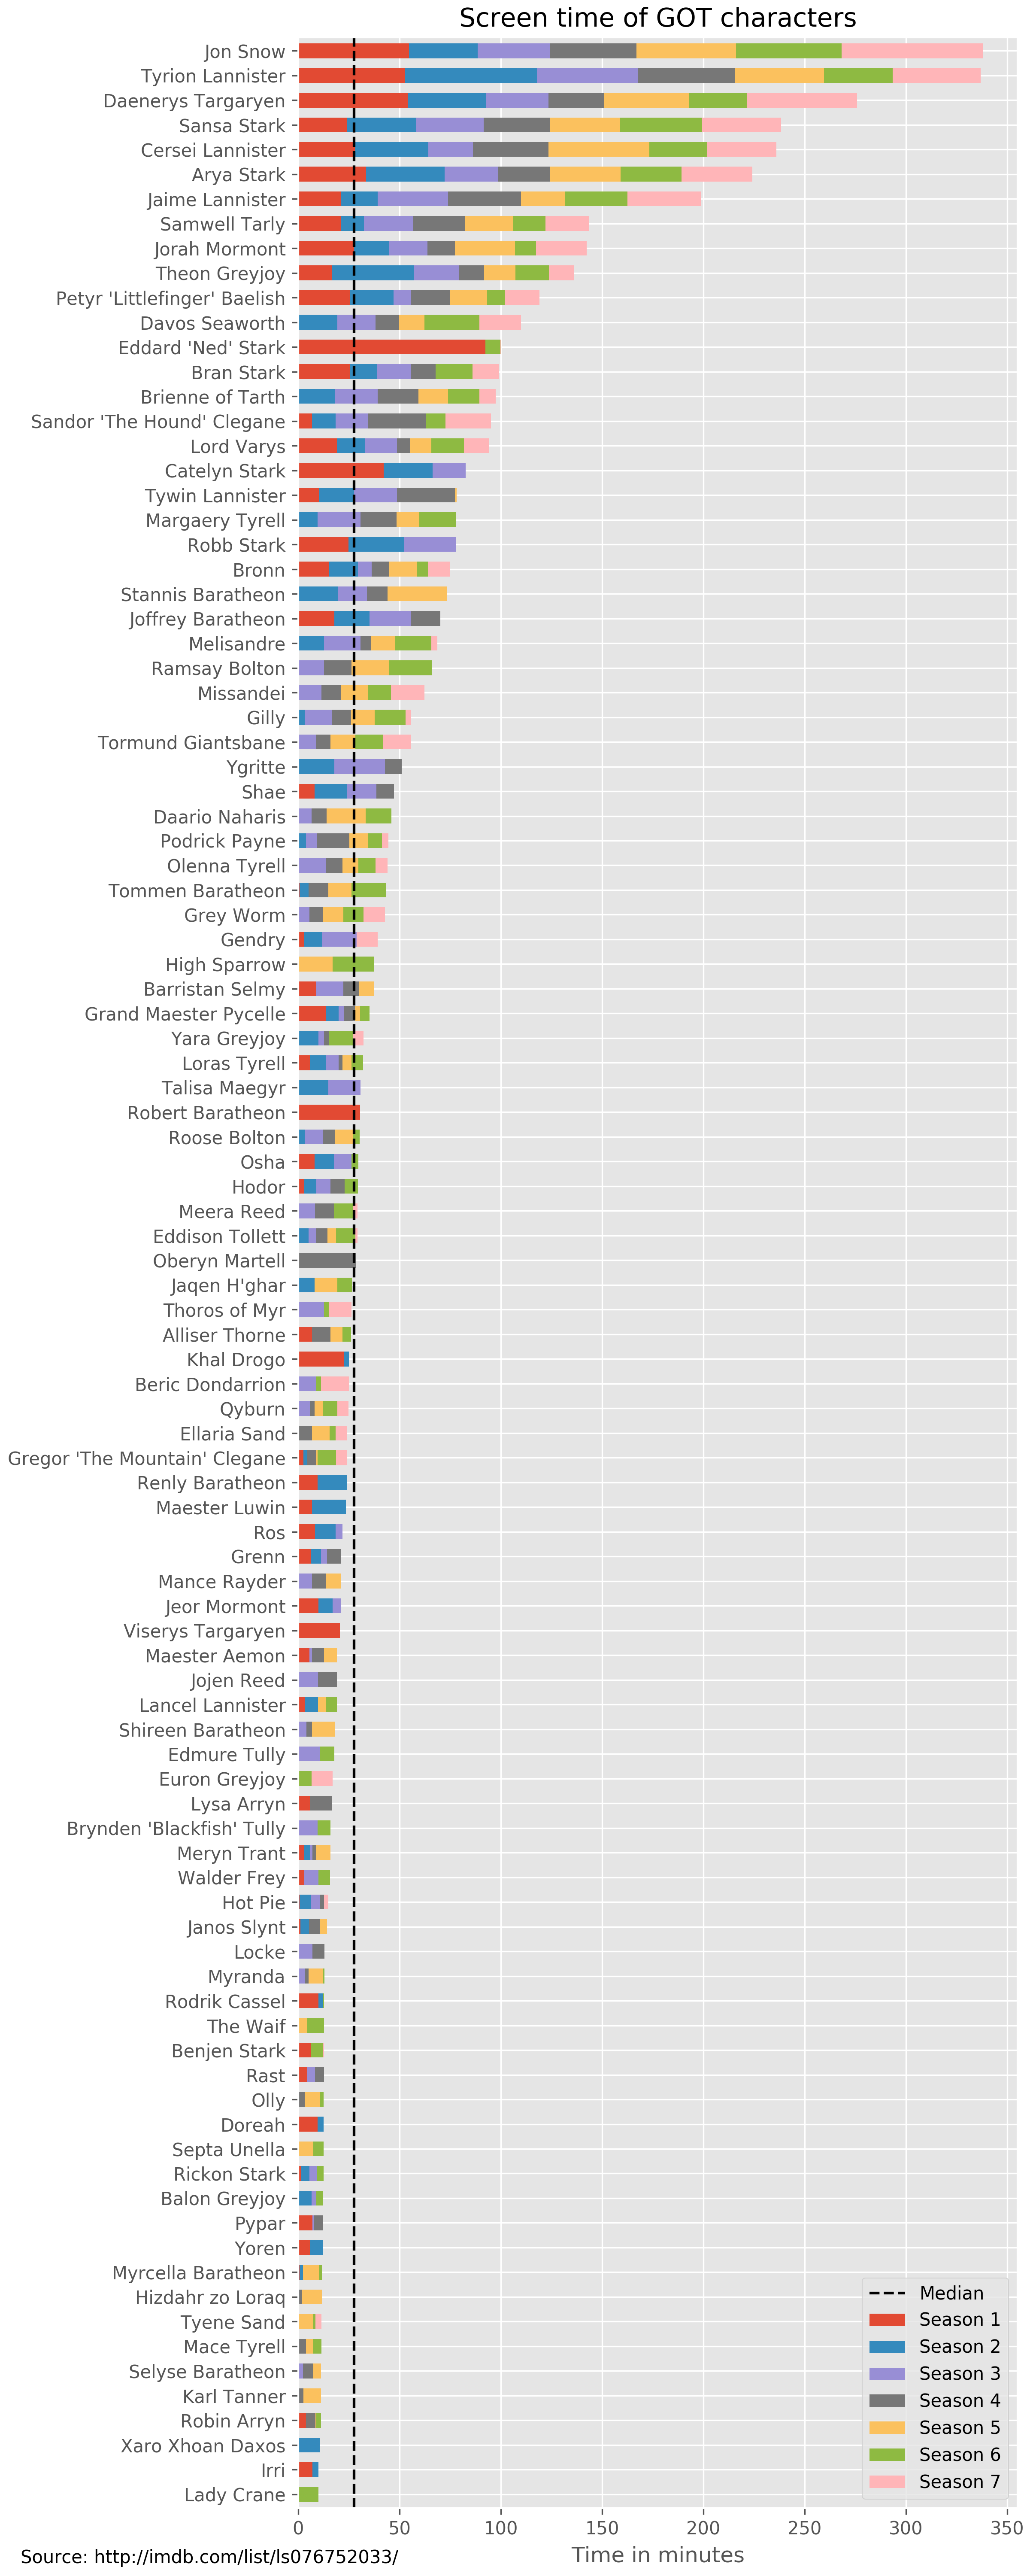 Screen time of GOT characters
Jon Snow
Tyrion Lannister
Daenerys Targaryen
Sansa Stark
Cersei Lannister
Arya Stark
Jaime Lannister
Samwell Tarly
Jorah Mormont
Theon Greyjoy
Petyr 'Littlefinger' Baelish
Davos Seaworth
Eddard 'Ned' Stark
Bran Stark
Brienne of Tarth
Sandor 'The Hound' Clegane
Lord Varys
Catelyn Stark
Tywin Lannister
Margaery Tyrell
Robb Stark
Bronn
Stannis Baratheon
Joffrey Baratheon
Melisandre
Ramsay Bolton
Missandei
Gilly
Tormund Giantsbane
Ygritte
Shae
Daario Naharis
Podrick Payne
Olenna Tyrell
Tommen Baratheon
Grey Worm
Gendry
High Sparrow
Barristan Selmy
Grand Maester Pycelle
Yara Greyjoy
Loras Tyrell
Talisa Maegyr
Robert Baratheon
Roose Bolton
Osha
Hodor
Meera Reed
Eddison Tollett
Oberyn Martell
Jaqen H'ghar
Thoros of Myr
Alliser Thorne
Khal Drogo
Beric Dondarrion
Qyburn
Ellaria Sand
Gregor 'The Mountain' Clegane
Renly Baratheon
Maester Luwin
Ros
Grenn
Mance Rayder
Jeor Mormont
Viserys Targaryen
Maester Aemon
Jojen Reed
Lancel Lannister
Shireen Baratheon
Edmure Tully
Euron Greyjoy
Lysa Arryn
Brynden 'Blackfish' Tully
Meryn Trant
Walder Frey
Hot Pie
Janos Slynt
Locke
Myranda
Rodrik Cassel
The Waif
Benjen Stark
Rast
Olly
Doreah
Septa Unella
Rickon Stark
Balon Greyjoy
Pypar
Yoren
Myrcella Baratheon
Hizdahr zo Loraq
Tyene Sand
Mace Tyrell
Selyse Baratheon
Karl Tanner
Robin Arryn
Xaro Xhoan Daxos
Irri
Lady Crane
Median
Season 1
Season 2
Season 3
Season 4
Season 5
Season 6
Season 7
0 50 100 150 200 250 300 350
Time in minutes
Source: http://imdb.com/list/ls076752033/